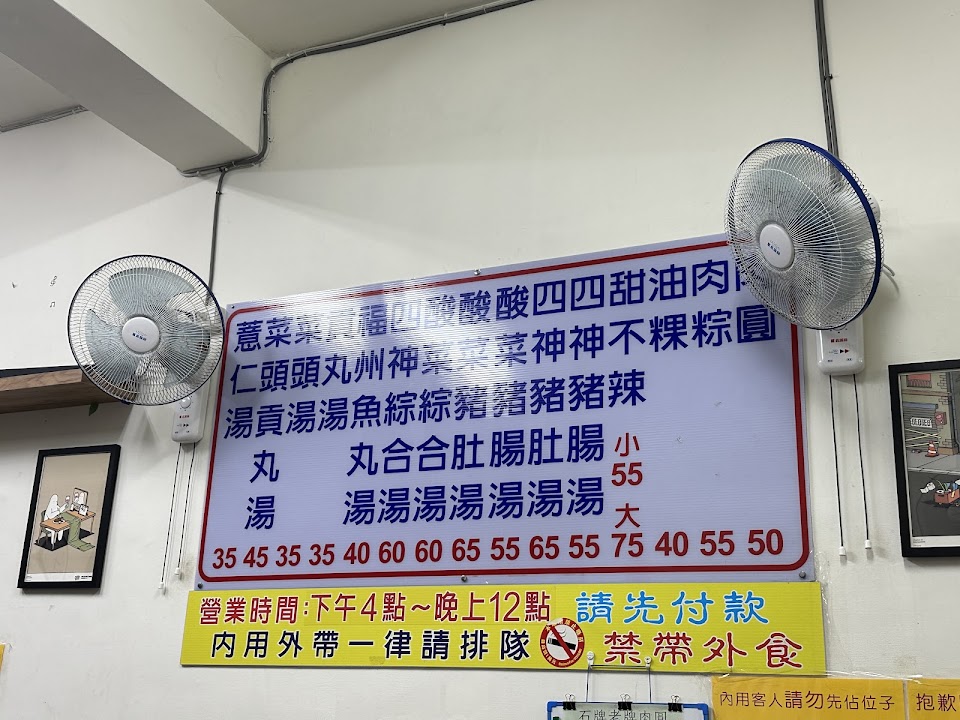 圓 50
肉粽 55
油粿 40
甜不辣 小 55 大 75
四神豬腸湯 55
四神豬肚湯 65
酸菜豬腸湯 55
酸菜豬肚湯 65
酸菜綜合湯 60
四神綜合湯 60
福州魚丸湯 40
貢丸湯 35
菜頭湯 35
菜頭貢丸湯 45
薏仁湯 35
營業時間:下午4點~晚上12點 請先付款
內用外帶一律請排隊 禁帶外食
石牌老牌肉圓
內用客人請勿先佔位子
抱歉